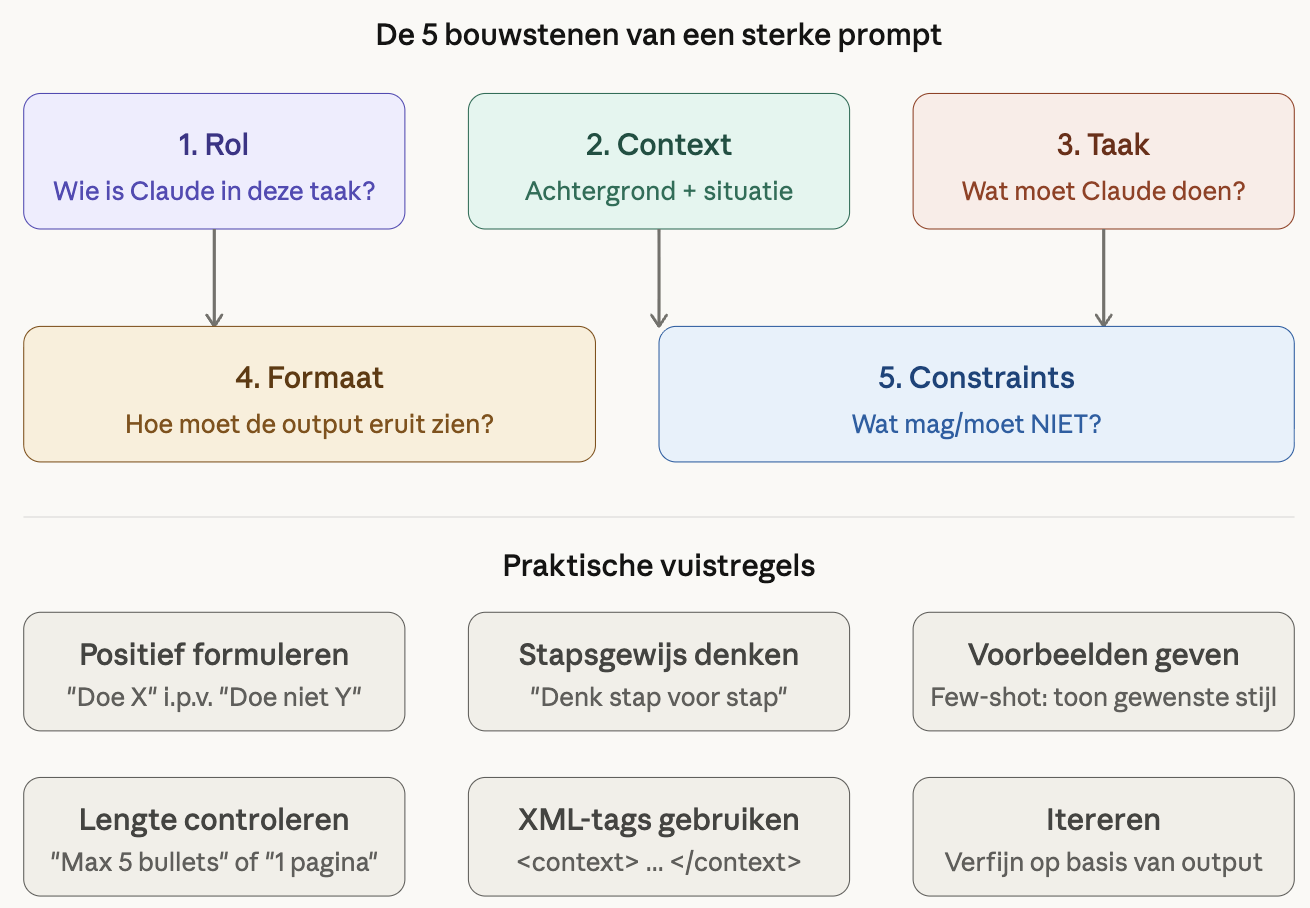 De 5 bouwstenen van een sterke prompt
1. Rol
Wie is Claude in deze taak?
2. Context
Achtergrond + situatie
3. Taak
Wat moet Claude doen?
4. Formaat
Hoe moet de output eruit zien?
5. Constraints
Wat mag/moet NIET?
Praktische vuistregels
Positief formuleren
"Doe X" i.p.v. "Doe niet Y"
Stapsgewijs denken
"Denk stap voor stap"
Voorbeelden geven
Few-shot: toon gewenste stijl
Lengte controleren
"Max 5 bullets" of "1 pagina"
XML-tags gebruiken
<context> ... </context>
Itereren
Verfijn op basis van output